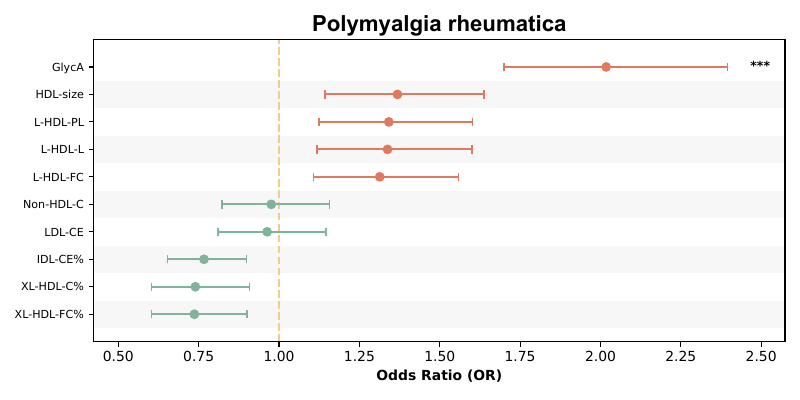 Polymyalgia rheumatica
GlycA
***
HDL-size
L-HDL-PL
L-HDL-L
L-HDL-FC
Non-HDL-C
LDL-CE
IDL-CE%
XL-HDL-C%
XL-HDL-FC%
0.50 0.75 1.00 1.25 1.50 1.75 2.00 2.25 2.50
Odds Ratio (OR)